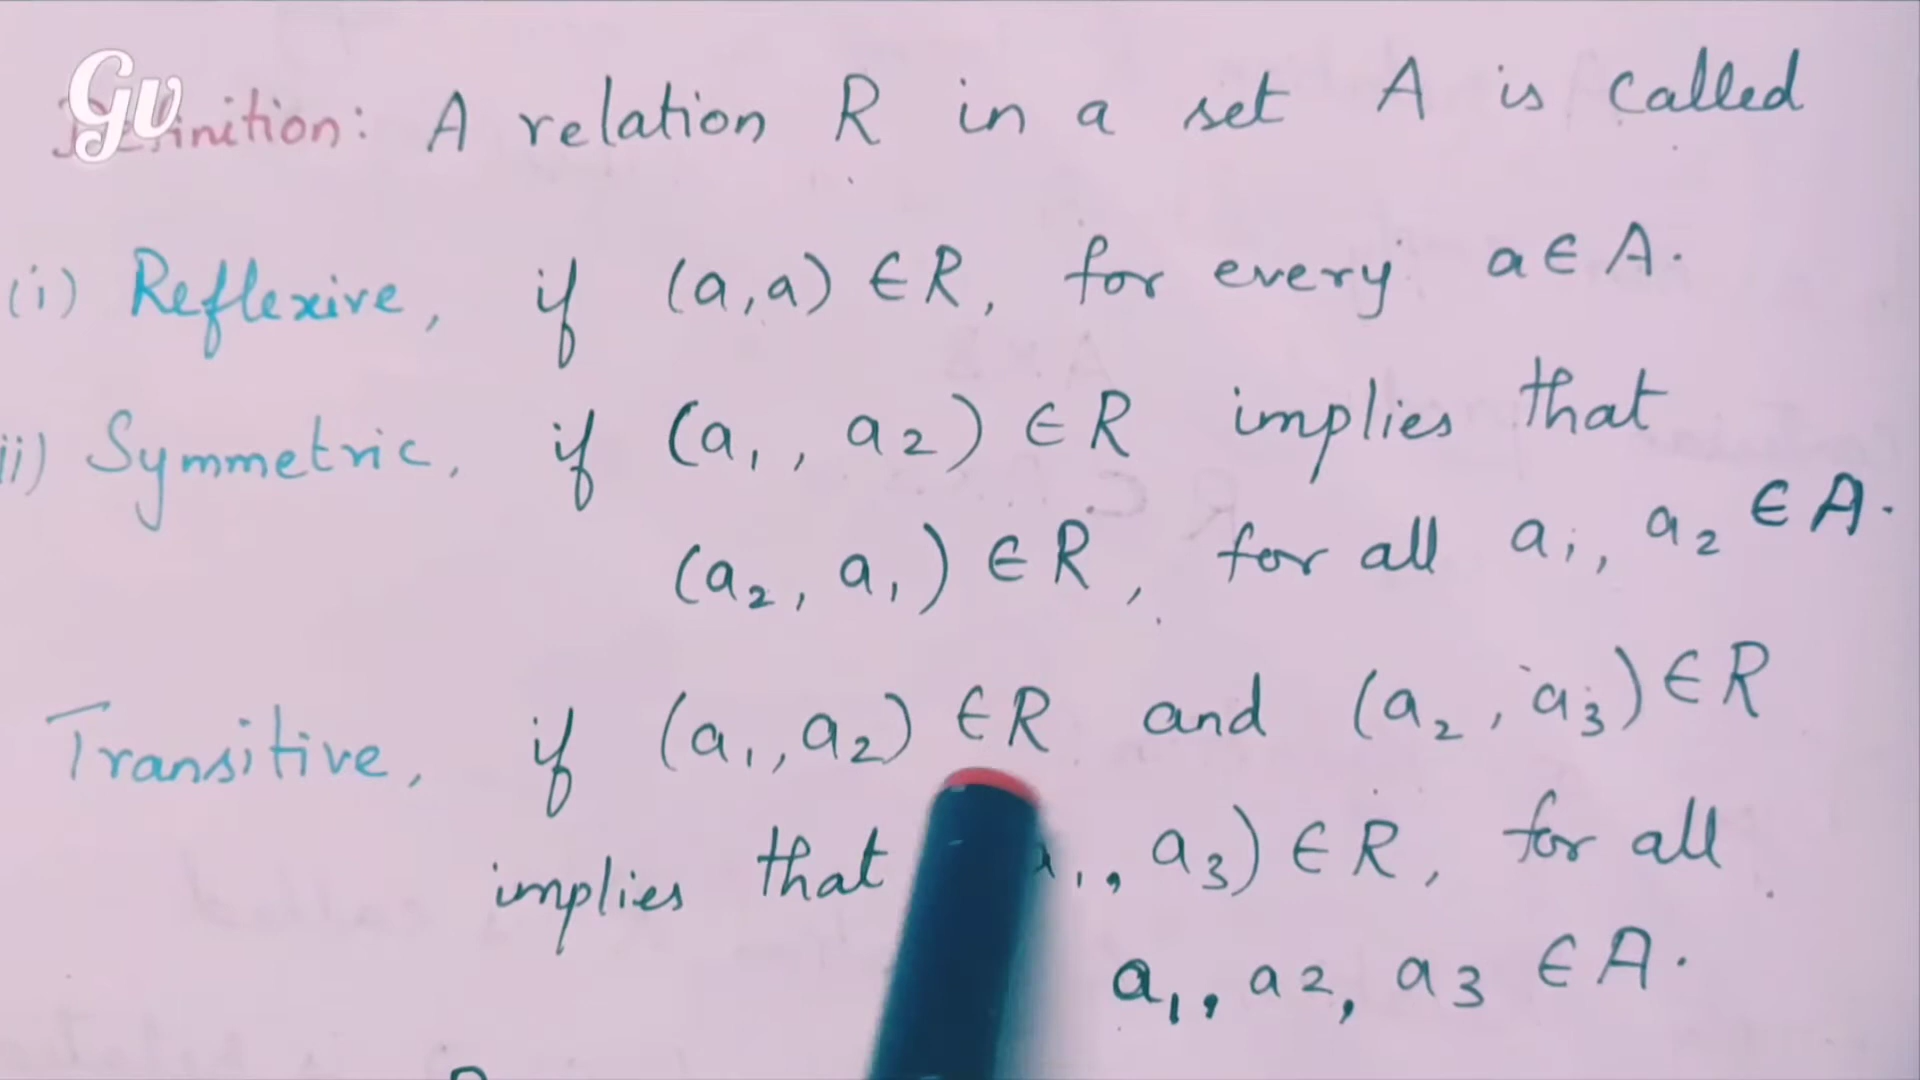 Gv
Definition: A relation R in a set A is called
(i) Reflexive, if (a,a) ∈ R, for every a ∈ A.
ii) Symmetric, if (a₁, a₂) ∈ R implies that
(a₂, a₁) ∈ R, for all a₁, a₂ ∈ A.
Transitive, if (a₁, a₂) ∈ R and (a₂, a₃) ∈ R
implies that , a₃) ∈ R, for all
a₁, a₂, a₃ ∈ A.